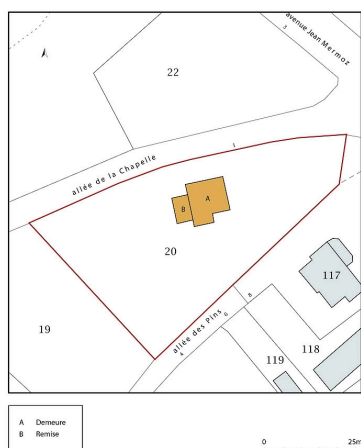 avenue Jean Mermoz
3
22
allée de la Chapelle
1
A
B
20
117
8
6
allée des Pins
4
19
118
119
A Demeure
B Remise
0 25m